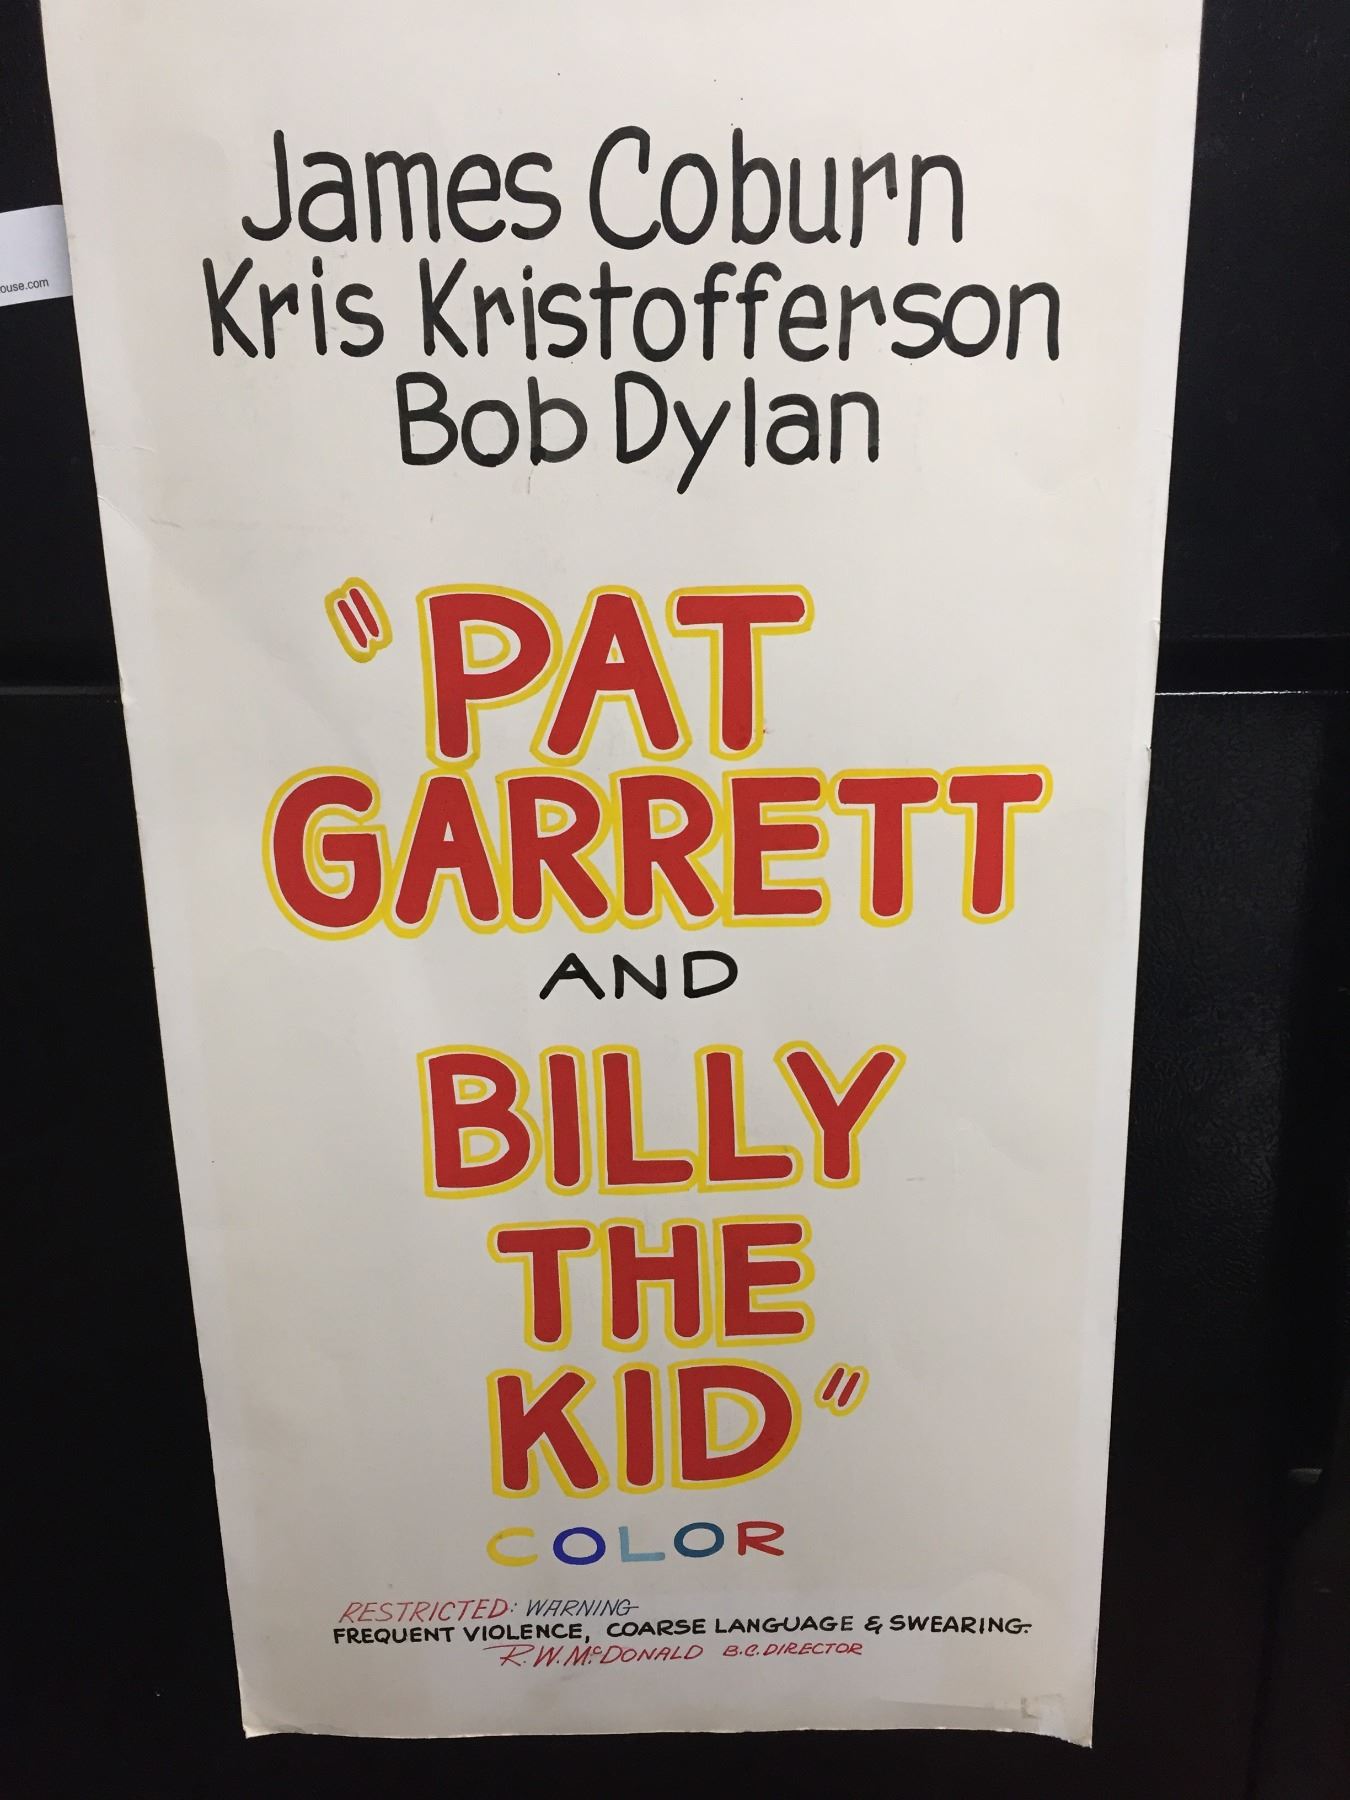 James Coburn
Kris Kristofferson
Bob Dylan
ouse.com
"PAT
GARRETT
AND
BILLY
THE
KID"
COLOR
RESTRICTED: WARNING
FREQUENT VIOLENCE, COARSE LANGUAGE & SWEARING.
R.W. McDONALD B.C. DIRECTOR